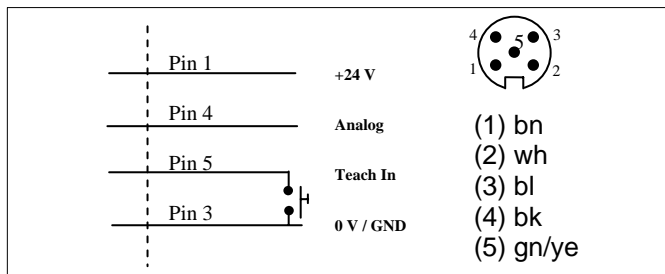 Pin 1
+24 V
Pin 4
Analog
Pin 5
Teach In
Pin 3
0 V / GND
4 5 3
1 2
(1) bn
(2) wh
(3) bl
(4) bk
(5) gn/ye